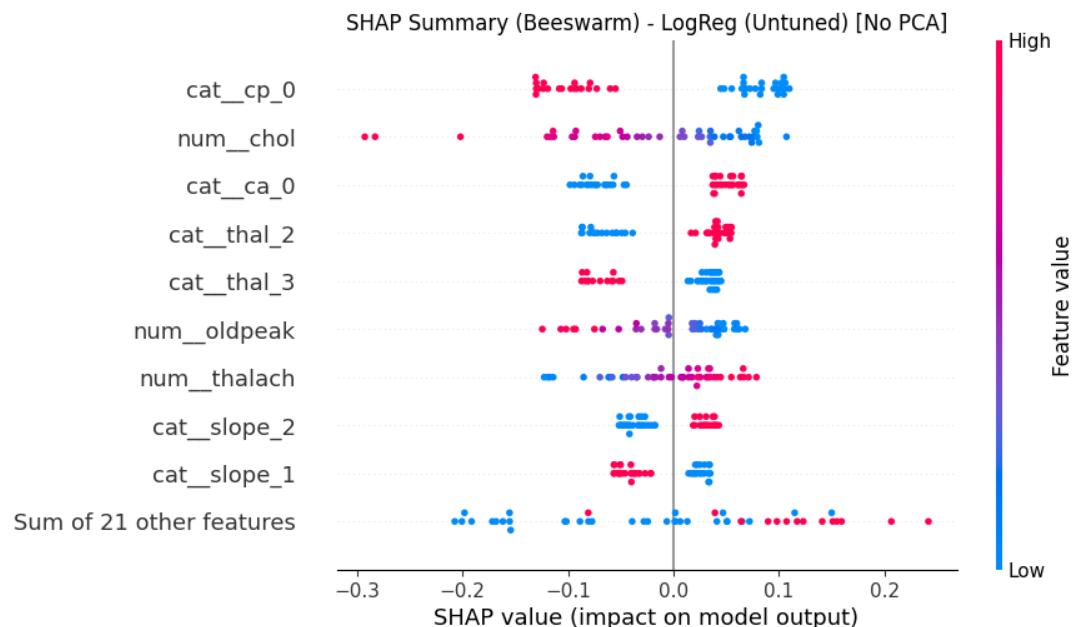 SHAP Summary (Beeswarm) - LogReg (Untuned) [No PCA]
High
cat__cp_0
num__chol
cat__ca_0
cat__thal_2
cat__thal_3
num__oldpeak
num__thalach
cat__slope_2
cat__slope_1
Sum of 21 other features
Feature value
Low
−0.3 −0.2 −0.1 0.0 0.1 0.2
SHAP value (impact on model output)